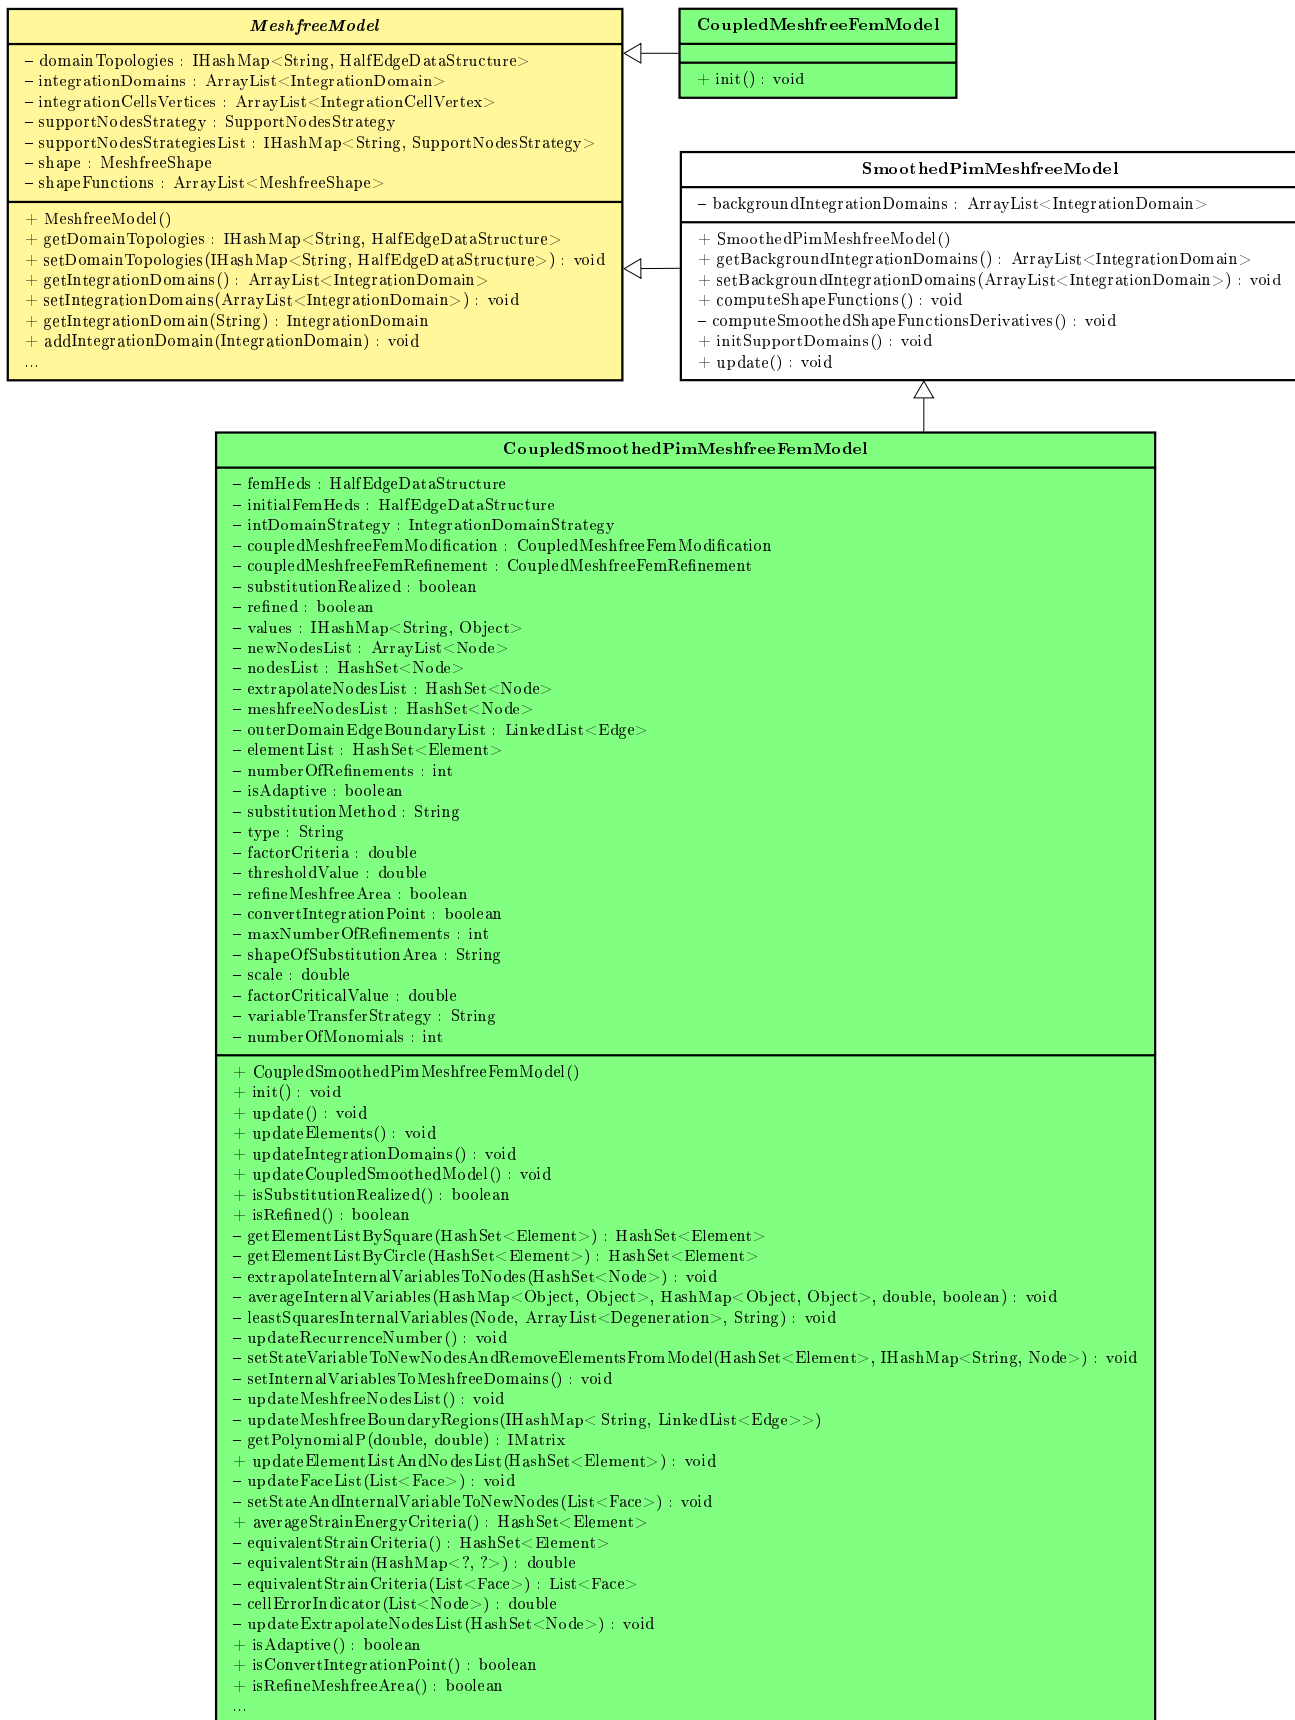 MeshfreeModel
– domainTopologies : IHashMap<String, HalfEdgeDataStructure>
– integrationDomains : ArrayList<IntegrationDomain>
– integrationCellsVertices : ArrayList<IntegrationCellVertex>
– supportNodesStrategy : SupportNodesStrategy
– supportNodesStrategiesList : IHashMap<String, SupportNodesStrategy>
– shape : MeshfreeShape
– shapeFunctions : ArrayList<MeshfreeShape>
+ MeshfreeModel()
+ getDomainTopologies : IHashMap<String, HalfEdgeDataStructure>
+ setDomainTopologies(IHashMap<String, HalfEdgeDataStructure>) : void
+ getIntegrationDomains() : ArrayList<IntegrationDomain>
+ setIntegrationDomains(ArrayList<IntegrationDomain>) : void
+ getIntegrationDomain(String) : IntegrationDomain
+ addIntegrationDomain(IntegrationDomain) : void
...
CoupledMeshfreeFemModel
+ init() : void
SmoothedPimMeshfreeModel
– backgroundIntegrationDomains : ArrayList<IntegrationDomain>
+ SmoothedPimMeshfreeModel()
+ getBackgroundIntegrationDomains() : ArrayList<IntegrationDomain>
+ setBackgroundIntegrationDomains(ArrayList<IntegrationDomain>) : void
+ computeShapeFunctions() : void
– computeSmoothedShapeFunctionsDerivatives() : void
+ initSupportDomains() : void
+ update() : void
CoupledSmoothedPimMeshfreeFemModel
– femHeds : HalfEdgeDataStructure
– initialFemHeds : HalfEdgeDataStructure
– intDomainStrategy : IntegrationDomainStrategy
– coupledMeshfreeFemModification : CoupledMeshfreeFemModification
– coupledMeshfreeFemRefinement : CoupledMeshfreeFemRefinement
– substitutionRealized : boolean
– refined : boolean
– values : IHashMap<String, Object>
– newNodesList : ArrayList<Node>
– nodesList : HashSet<Node>
– extrapolateNodesList : HashSet<Node>
– meshfreeNodesList : HashSet<Node>
– outerDomainEdgeBoundaryList : LinkedList<Edge>
– elementList : HashSet<Element>
– numberOfRefinements : int
– isAdaptive : boolean
– substitutionMethod : String
– type : String
– factorCriteria : double
– thresholdValue : double
– refineMeshfreeArea : boolean
– convertIntegrationPoint : boolean
– maxNumberOfRefinements : int
– shapeOfSubstitutionArea : String
– scale : double
– factorCriticalValue : double
– variableTransferStrategy : String
– numberOfMonomials : int
+ CoupledSmoothedPimMeshfreeFemModel()
+ init() : void
+ update() : void
+ updateElements() : void
+ updateIntegrationDomains() : void
+ updateCoupledSmoothedModel() : void
+ isSubstitutionRealized() : boolean
+ isRefined() : boolean
– getElementListBySquare(HashSet<Element>) : HashSet<Element>
– getElementListByCircle(HashSet<Element>) : HashSet<Element>
– extrapolateInternalVariablesToNodes(HashSet<Node>) : void
– averageInternalVariables(HashMap<Object, Object>, HashMap<Object, Object>, double, boolean) : void
– leastSquaresInternalVariables(Node, ArrayList<Degeneration>, String) : void
– updateRecurrenceNumber() : void
– setStateVariableToNewNodesAndRemoveElementsFromModel(HashSet<Element>, IHashMap<String, Node>) : void
– setInternalVariablesToMeshfreeDomains() : void
– updateMeshfreeNodesList() : void
– updateMeshfreeBoundaryRegions(IHashMap< String, LinkedList<Edge>>)
– getPolynomialP(double, double) : IMatrix
+ updateElementListAndNodesList(HashSet<Element>) : void
– updateFaceList(List<Face>) : void
– setStateAndInternalVariableToNewNodes(List<Face>) : void
+ averageStrainEnergyCriteria() : HashSet<Element>
– equivalentStrainCriteria() : HashSet<Element>
– equivalentStrain(HashMap<?, ?>) : double
– equivalentStrainCriteria(List<Face>) : List<Face>
– cellErrorIndicator(List<Node>) : double
– updateExtrapolateNodesList(HashSet<Node>) : void
+ isAdaptive() : boolean
+ isConvertIntegrationPoint() : boolean
+ isRefineMeshfreeArea() : boolean
...